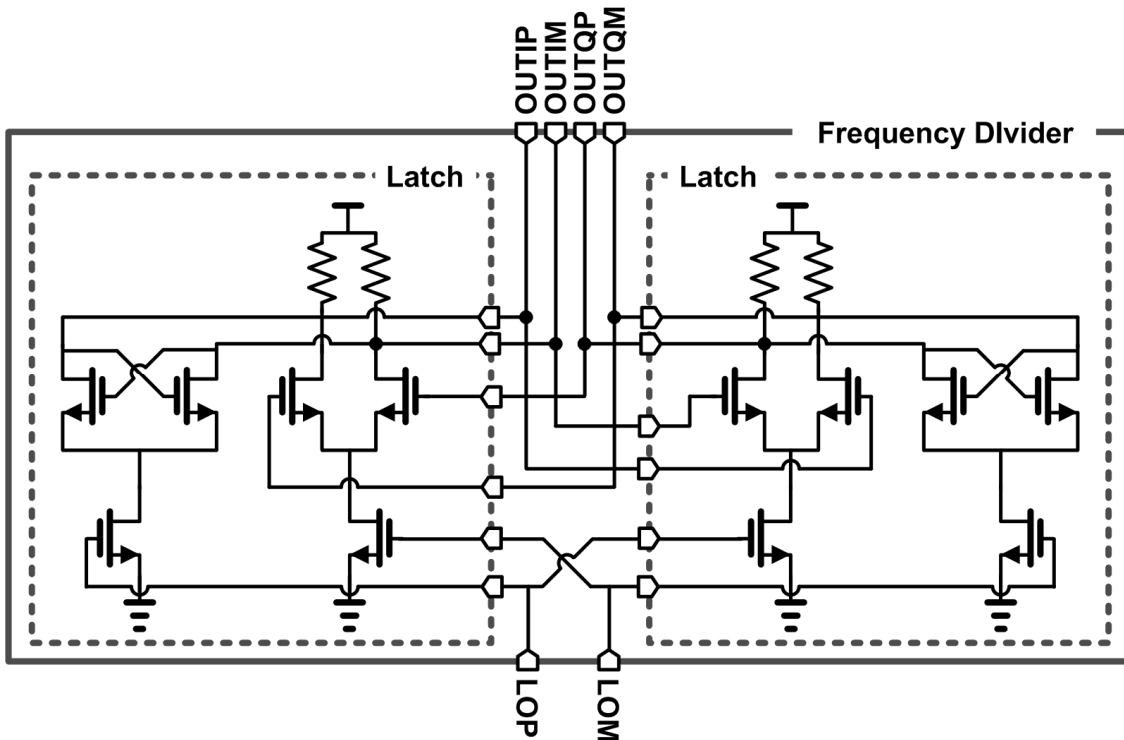 OUTIP
OUTIM
OUTQP
OUTQM
Frequency DIvider
Latch
Latch
LOP
LOM